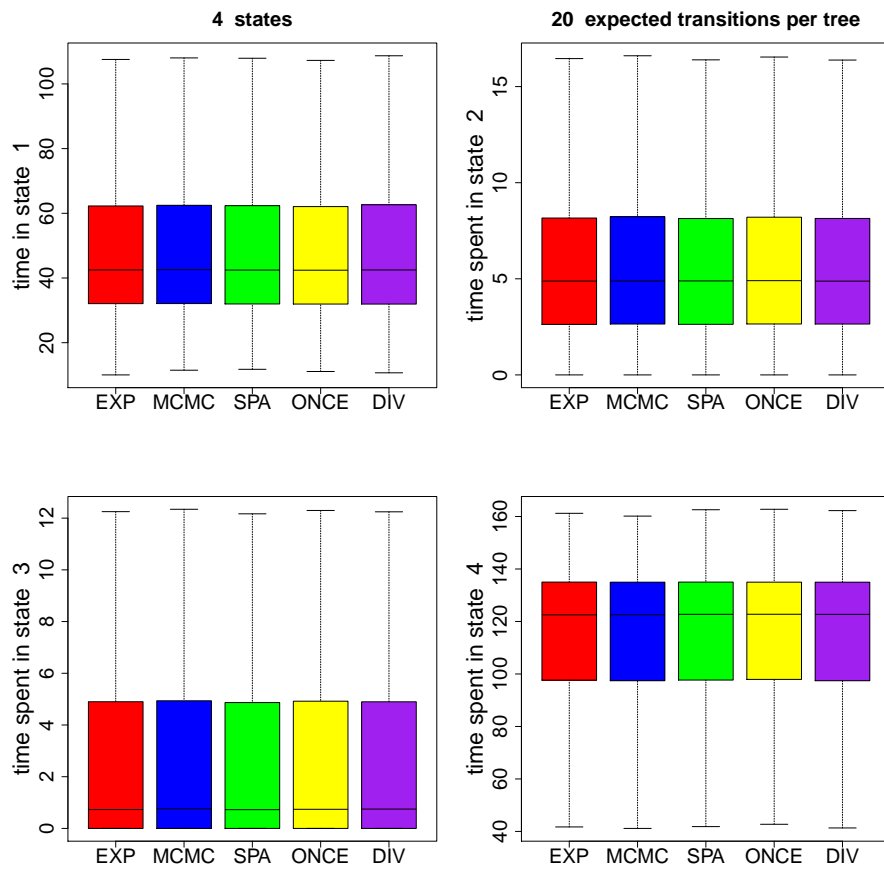 4 states
20 expected transitions per tree
time in state 1
100
80
60
40
20
EXP MCMC SPA ONCE DIV
time spent in state 2
15
10
5
0
EXP MCMC SPA ONCE DIV
time spent in state 3
12
10
8
6
4
2
0
EXP MCMC SPA ONCE DIV
time spent in state 4
160
140
120
100
80
60
40
EXP MCMC SPA ONCE DIV